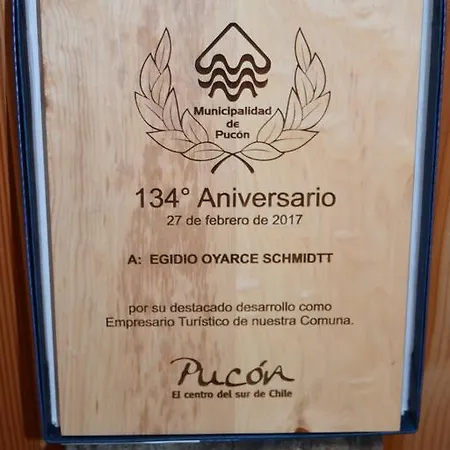 Municipalidad
de
Pucón
134° Aniversario
27 de febrero de 2017
A: EGIDIO OYARCE SCHMIDTT
por su destacado desarrollo como
Empresario Turístico de nuestra Comuna.
Pucón
El centro del sur de Chile